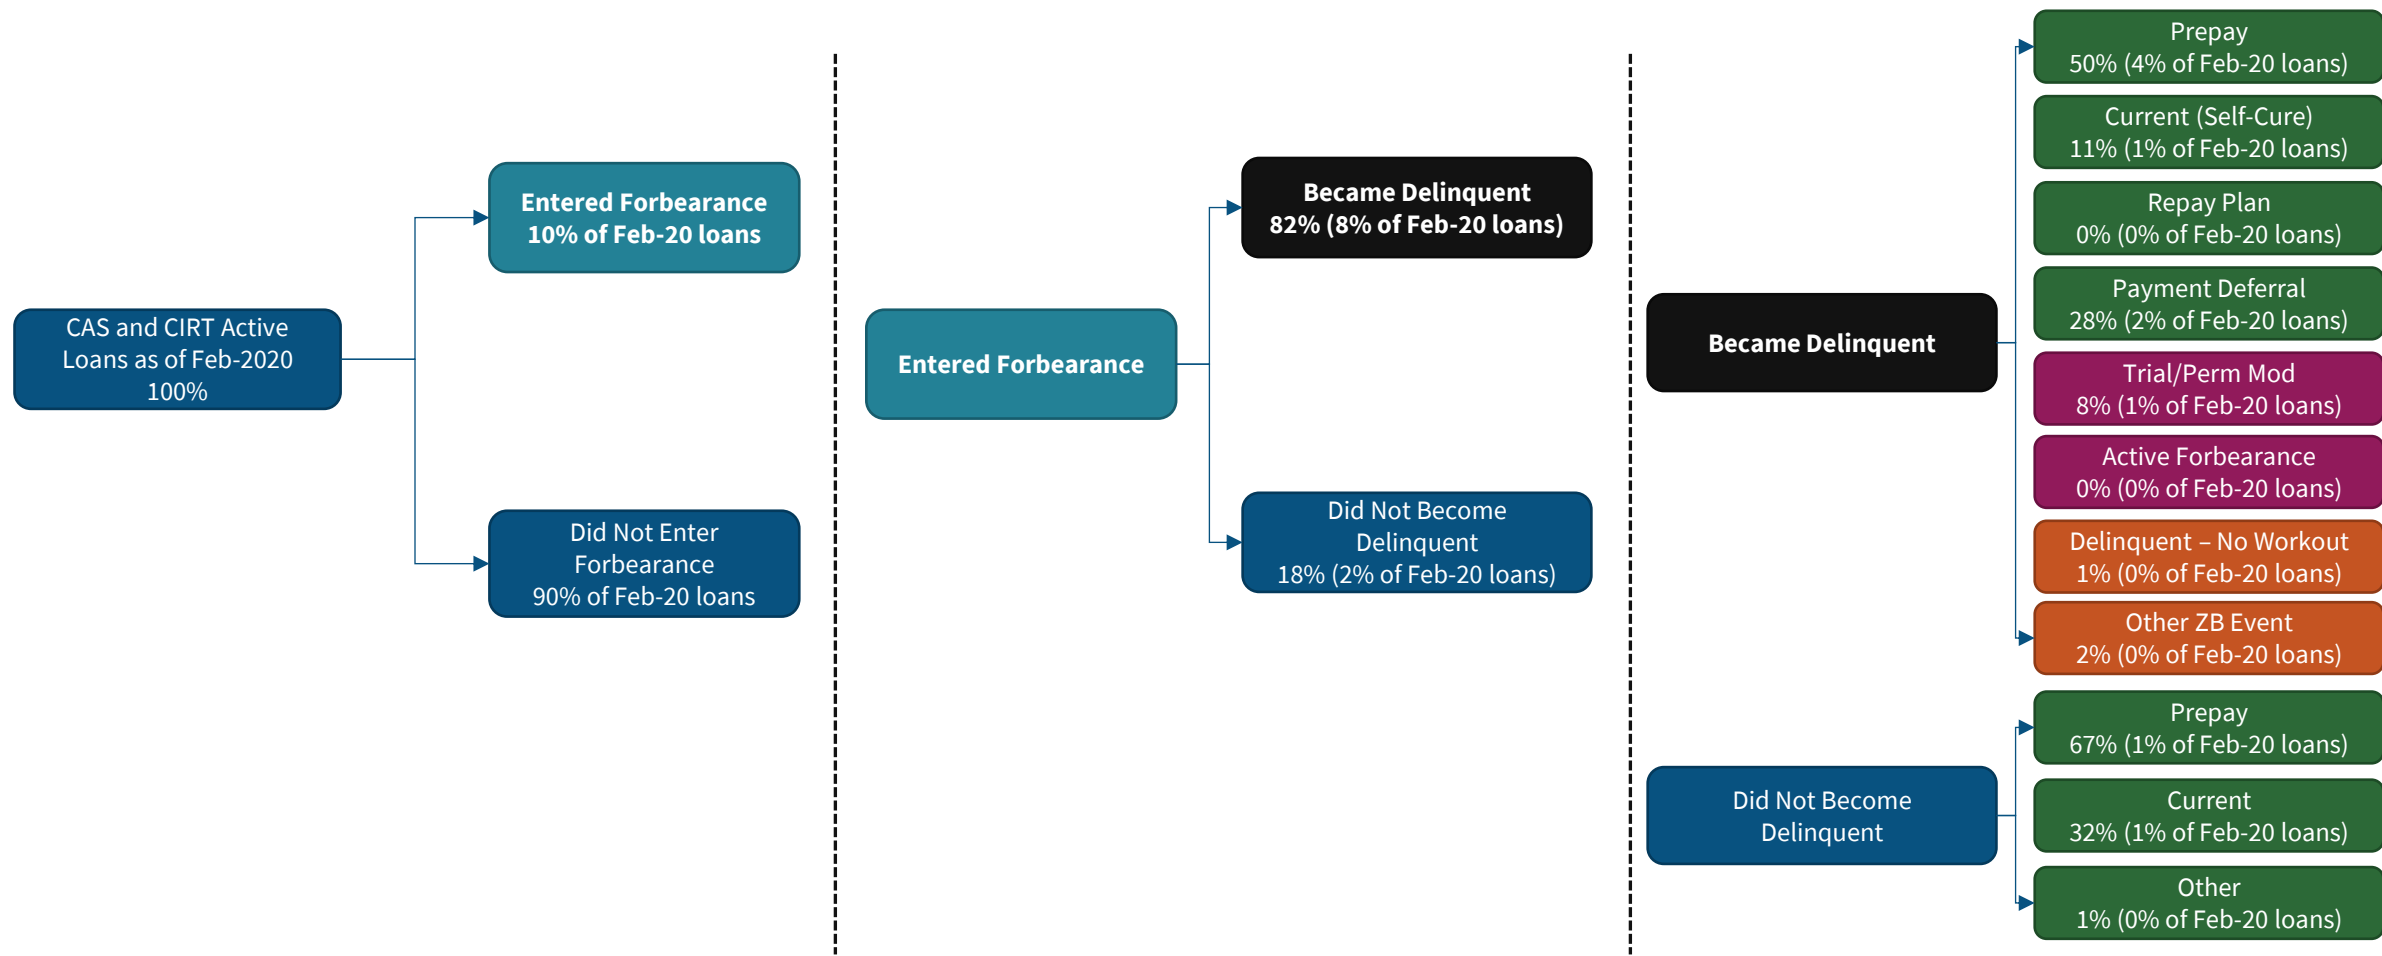 CAS and CIRT Active
Loans as of Feb-2020
100%
Entered Forbearance
10% of Feb-20 loans
Did Not Enter
Forbearance
90% of Feb-20 loans
Entered Forbearance
Became Delinquent
82% (8% of Feb-20 loans)
Did Not Become
Delinquent
18% (2% of Feb-20 loans)
Became Delinquent
Prepay
50% (4% of Feb-20 loans)
Current (Self-Cure)
11% (1% of Feb-20 loans)
Repay Plan
0% (0% of Feb-20 loans)
Payment Deferral
28% (2% of Feb-20 loans)
Trial/Perm Mod
8% (1% of Feb-20 loans)
Active Forbearance
0% (0% of Feb-20 loans)
Delinquent – No Workout
1% (0% of Feb-20 loans)
Other ZB Event
2% (0% of Feb-20 loans)
Did Not Become
Delinquent
Prepay
67% (1% of Feb-20 loans)
Current
32% (1% of Feb-20 loans)
Other
1% (0% of Feb-20 loans)